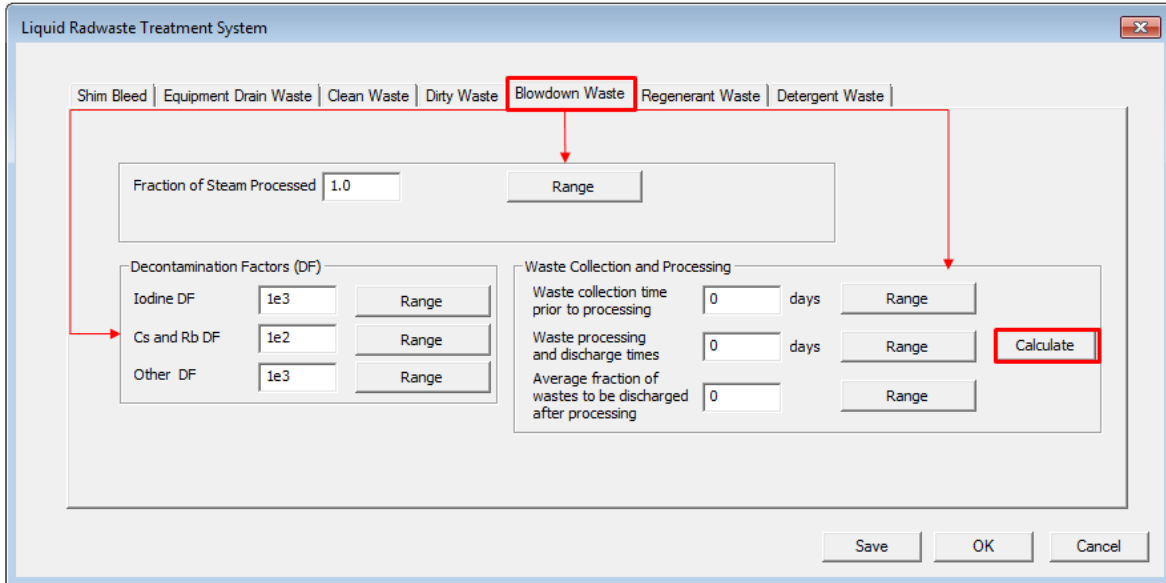 Liquid Radwaste Treatment System
Shim Bleed Equipment Drain Waste Clean Waste Dirty Waste Blowdown Waste Regenerant Waste Detergent Waste
Fraction of Steam Processed 1.0 Range
Decontamination Factors (DF)
Iodine DF 1e3 Range
Cs and Rb DF 1e2 Range
Other DF 1e3 Range
Waste Collection and Processing
Waste collection time
prior to processing 0 days Range
Waste processing
and discharge times 0 days Range Calculate
Average fraction of
wastes to be discharged
after processing 0 Range
Save OK Cancel